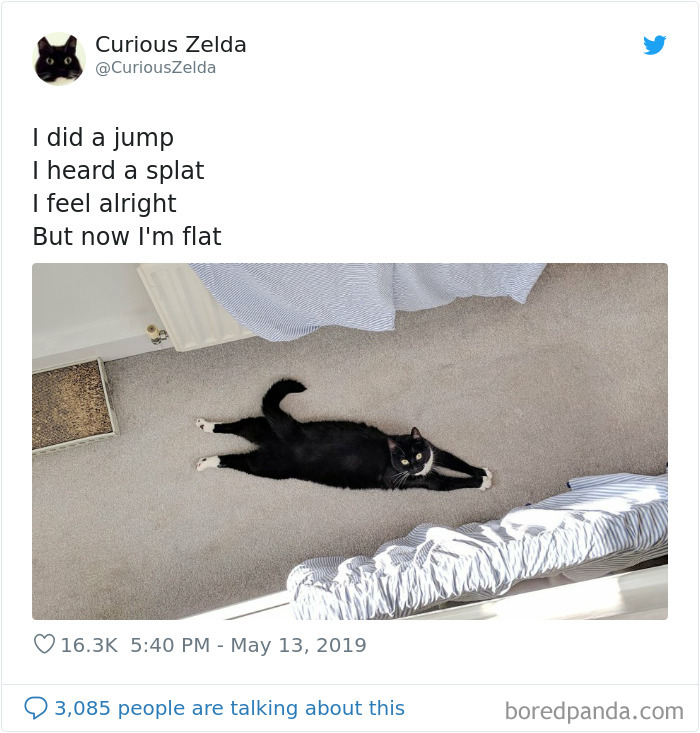 Curious Zelda
@CuriousZelda
I did a jump
I heard a splat
I feel alright
But now I'm flat
16.3K 5:40 PM - May 13, 2019
3,085 people are talking about this
boredpanda.com